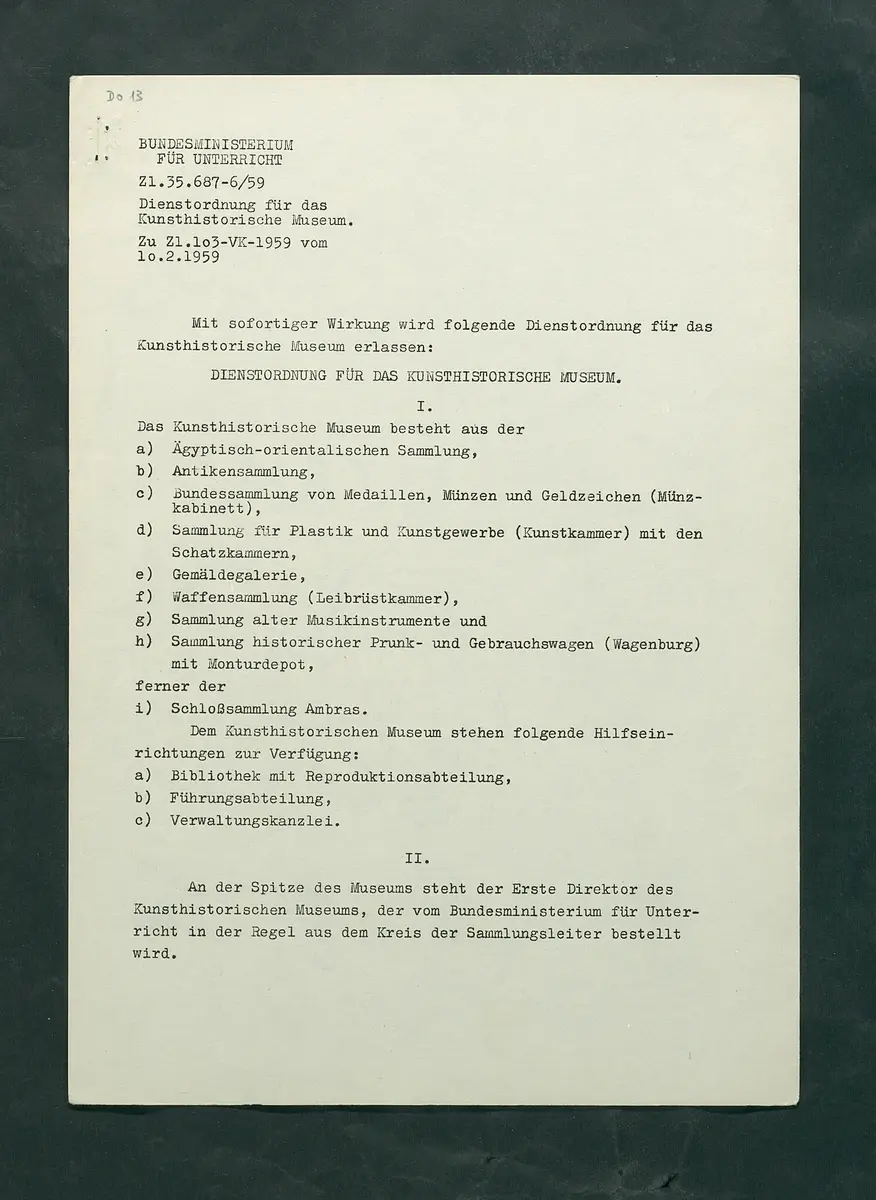 Do 13
BUNDESMINISTERIUM
FÜR UNTERRICHT
Zl.35.687-6/59
Dienstordnung für das
Kunsthistorische Museum.
Zu Zl.lo3-VK-1959 vom
lo.2.1959
Mit sofortiger Wirkung wird folgende Dienstordnung für das
Kunsthistorische Museum erlassen:
DIENSTORDNUNG FÜR DAS KUNSTHISTORISCHE MUSEUM.
I.
Das Kunsthistorische Museum besteht aus der
a) Ägyptisch-orientalischen Sammlung,
b) Antikensammlung,
c) Bundessammlung von Medaillen, Münzen und Geldzeichen (Münz-
kabinett),
d) Sammlung für Plastik und Kunstgewerbe (Kunstkammer) mit den
Schatzkammern,
e) Gemäldegalerie,
f) Waffensammlung (Leibrüstkammer),
g) Sammlung alter Musikinstrumente und
h) Sammlung historischer Prunk- und Gebrauchswagen (Wagenburg)
mit Monturdepot,
ferner der
i) Schloßsammlung Ambras.
Dem Kunsthistorischen Museum stehen folgende Hilfsein-
richtungen zur Verfügung:
a) Bibliothek mit Reproduktionsabteilung,
b) Führungsabteilung,
c) Verwaltungskanzlei.
II.
An der Spitze des Museums steht der Erste Direktor des
Kunsthistorischen Museums, der vom Bundesministerium für Unter-
richt in der Regel aus dem Kreis der Sammlungsleiter bestellt
wird.